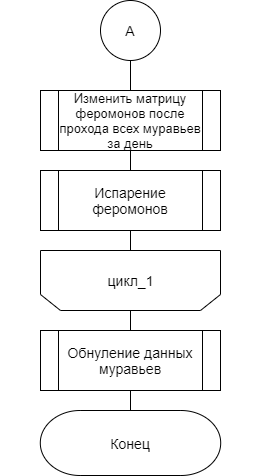 А
Изменить матрицу
феромонов после
прохода всех муравьев
за день
Испарение
феромонов
цикл_1
Обнуление данных
муравьев
Конец